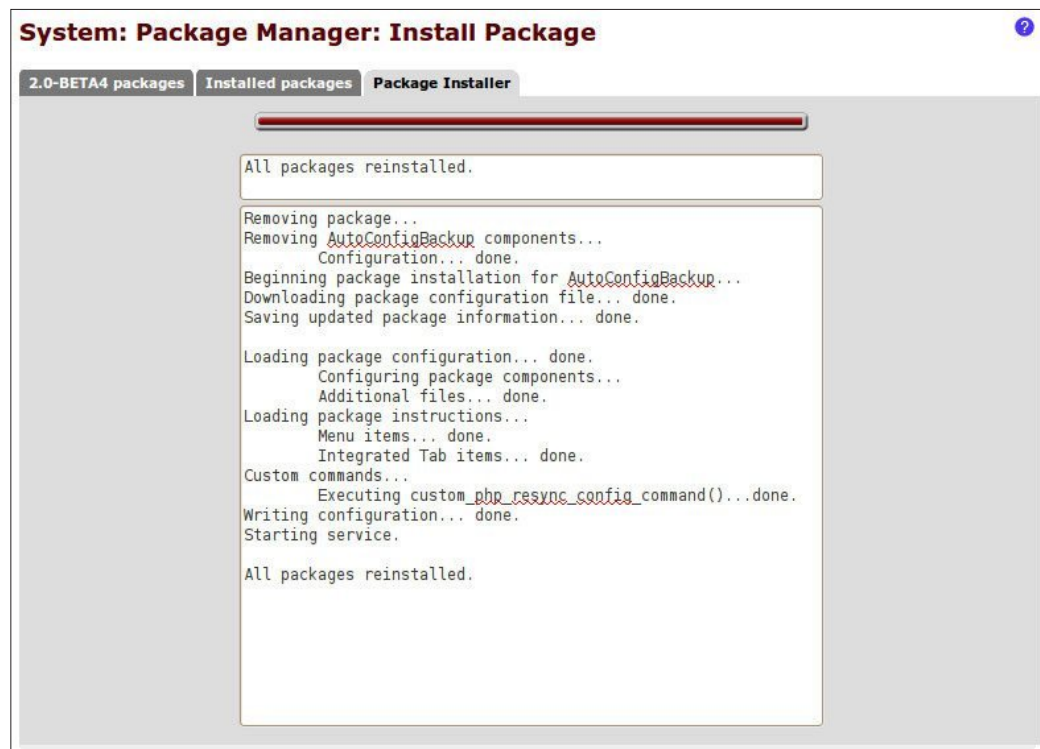 System: Package Manager: Install Package
?
2.0-BETA4 packages Installed packages Package Installer
All packages reinstalled.
Removing package...
Removing AutoConfigBackup components...
Configuration... done.
Beginning package installation for AutoConfigBackup...
Downloading package configuration file... done.
Saving updated package information... done.
Loading package configuration... done.
Configuring package components...
Additional files... done.
Loading package instructions...
Menu items... done.
Integrated Tab items... done.
Custom commands...
Executing custom_php_resync_config_command()...done.
Writing configuration... done.
Starting service.
All packages reinstalled.